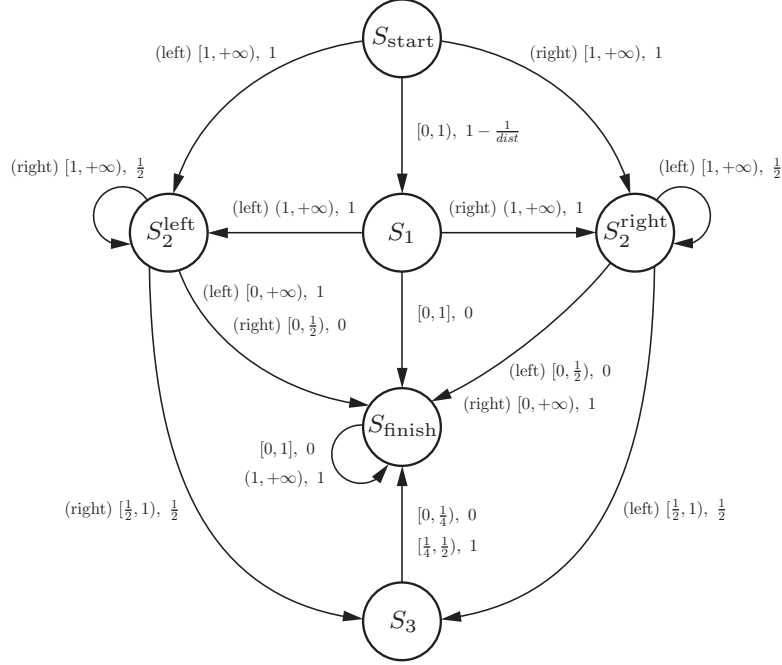 S_start
(left) [1, +∞), 1
(right) [1, +∞), 1
[0, 1), 1 − 1/dist
(right) [1, +∞), 1/2
(left) [1, +∞), 1/2
S_2^left
(left) (1, +∞), 1
S_1
(right) (1, +∞), 1
S_2^right
(left) [0, +∞), 1
(right) [0, 1/2), 0
[0, 1], 0
(left) [0, 1/2), 0
(right) [0, +∞), 1
S_finish
[0, 1], 0
(1, +∞), 1
(right) [1/2, 1), 1/2
[0, 1/4), 0
[1/4, 1/2), 1
(left) [1/2, 1), 1/2
S_3